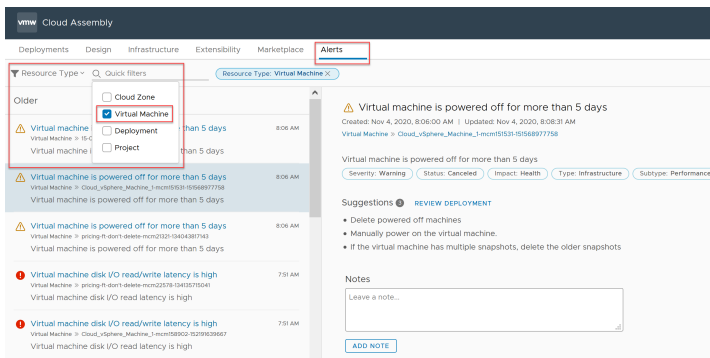 vmw Cloud Assembly
Deployments Design Infrastructure Extensibility Marketplace Alerts
Resource Type Quick filters Resource Type: Virtual Machine ×
Cloud Zone
Virtual Machine
Deployment
Project
Older
Virtual machine than 5 days 8:06 AM
Virtual Machine »
Virtual machine i than 5 days
Virtual machine is powered off for more than 5 days 8:06 AM
Virtual Machine » Cloud_vSphere_Machine_1-mcm151531-151568977758
Virtual machine is powered off for more than 5 days
Virtual machine is powered off for more than 5 days 8:06 AM
Virtual Machine » pricing-ft-don't-delete-mcm21321-134043817143
Virtual machine is powered off for more than 5 days
Virtual machine disk I/O read/write latency is high 7:51 AM
Virtual Machine » pricing-ft-don't-delete-mcm22579-134135715041
Virtual machine disk I/O read latency is high
Virtual machine disk I/O read/write latency is high 7:51 AM
Virtual Machine » Cloud_vSphere_Machine_1-mcm158902-152191639667
Virtual machine disk I/O read latency is high
Virtual machine is powered off for more than 5 days
Created: Nov 4, 2020, 8:06:00 AM | Updated: Nov 4, 2020, 8:08:31 AM
Virtual Machine » Cloud_vSphere_Machine_1-mcm151531-151568977758
Virtual machine is powered off for more than 5 days
Severity: Warning Status: Canceled Impact: Health Type: Infrastructure Subtype: Performance
Suggestions 3 REVIEW DEPLOYMENT
• Delete powered off machines
• Manually power on the virtual machine.
• If the virtual machine has multiple snapshots, delete the older snapshots
Notes
Leave a note...
ADD NOTE